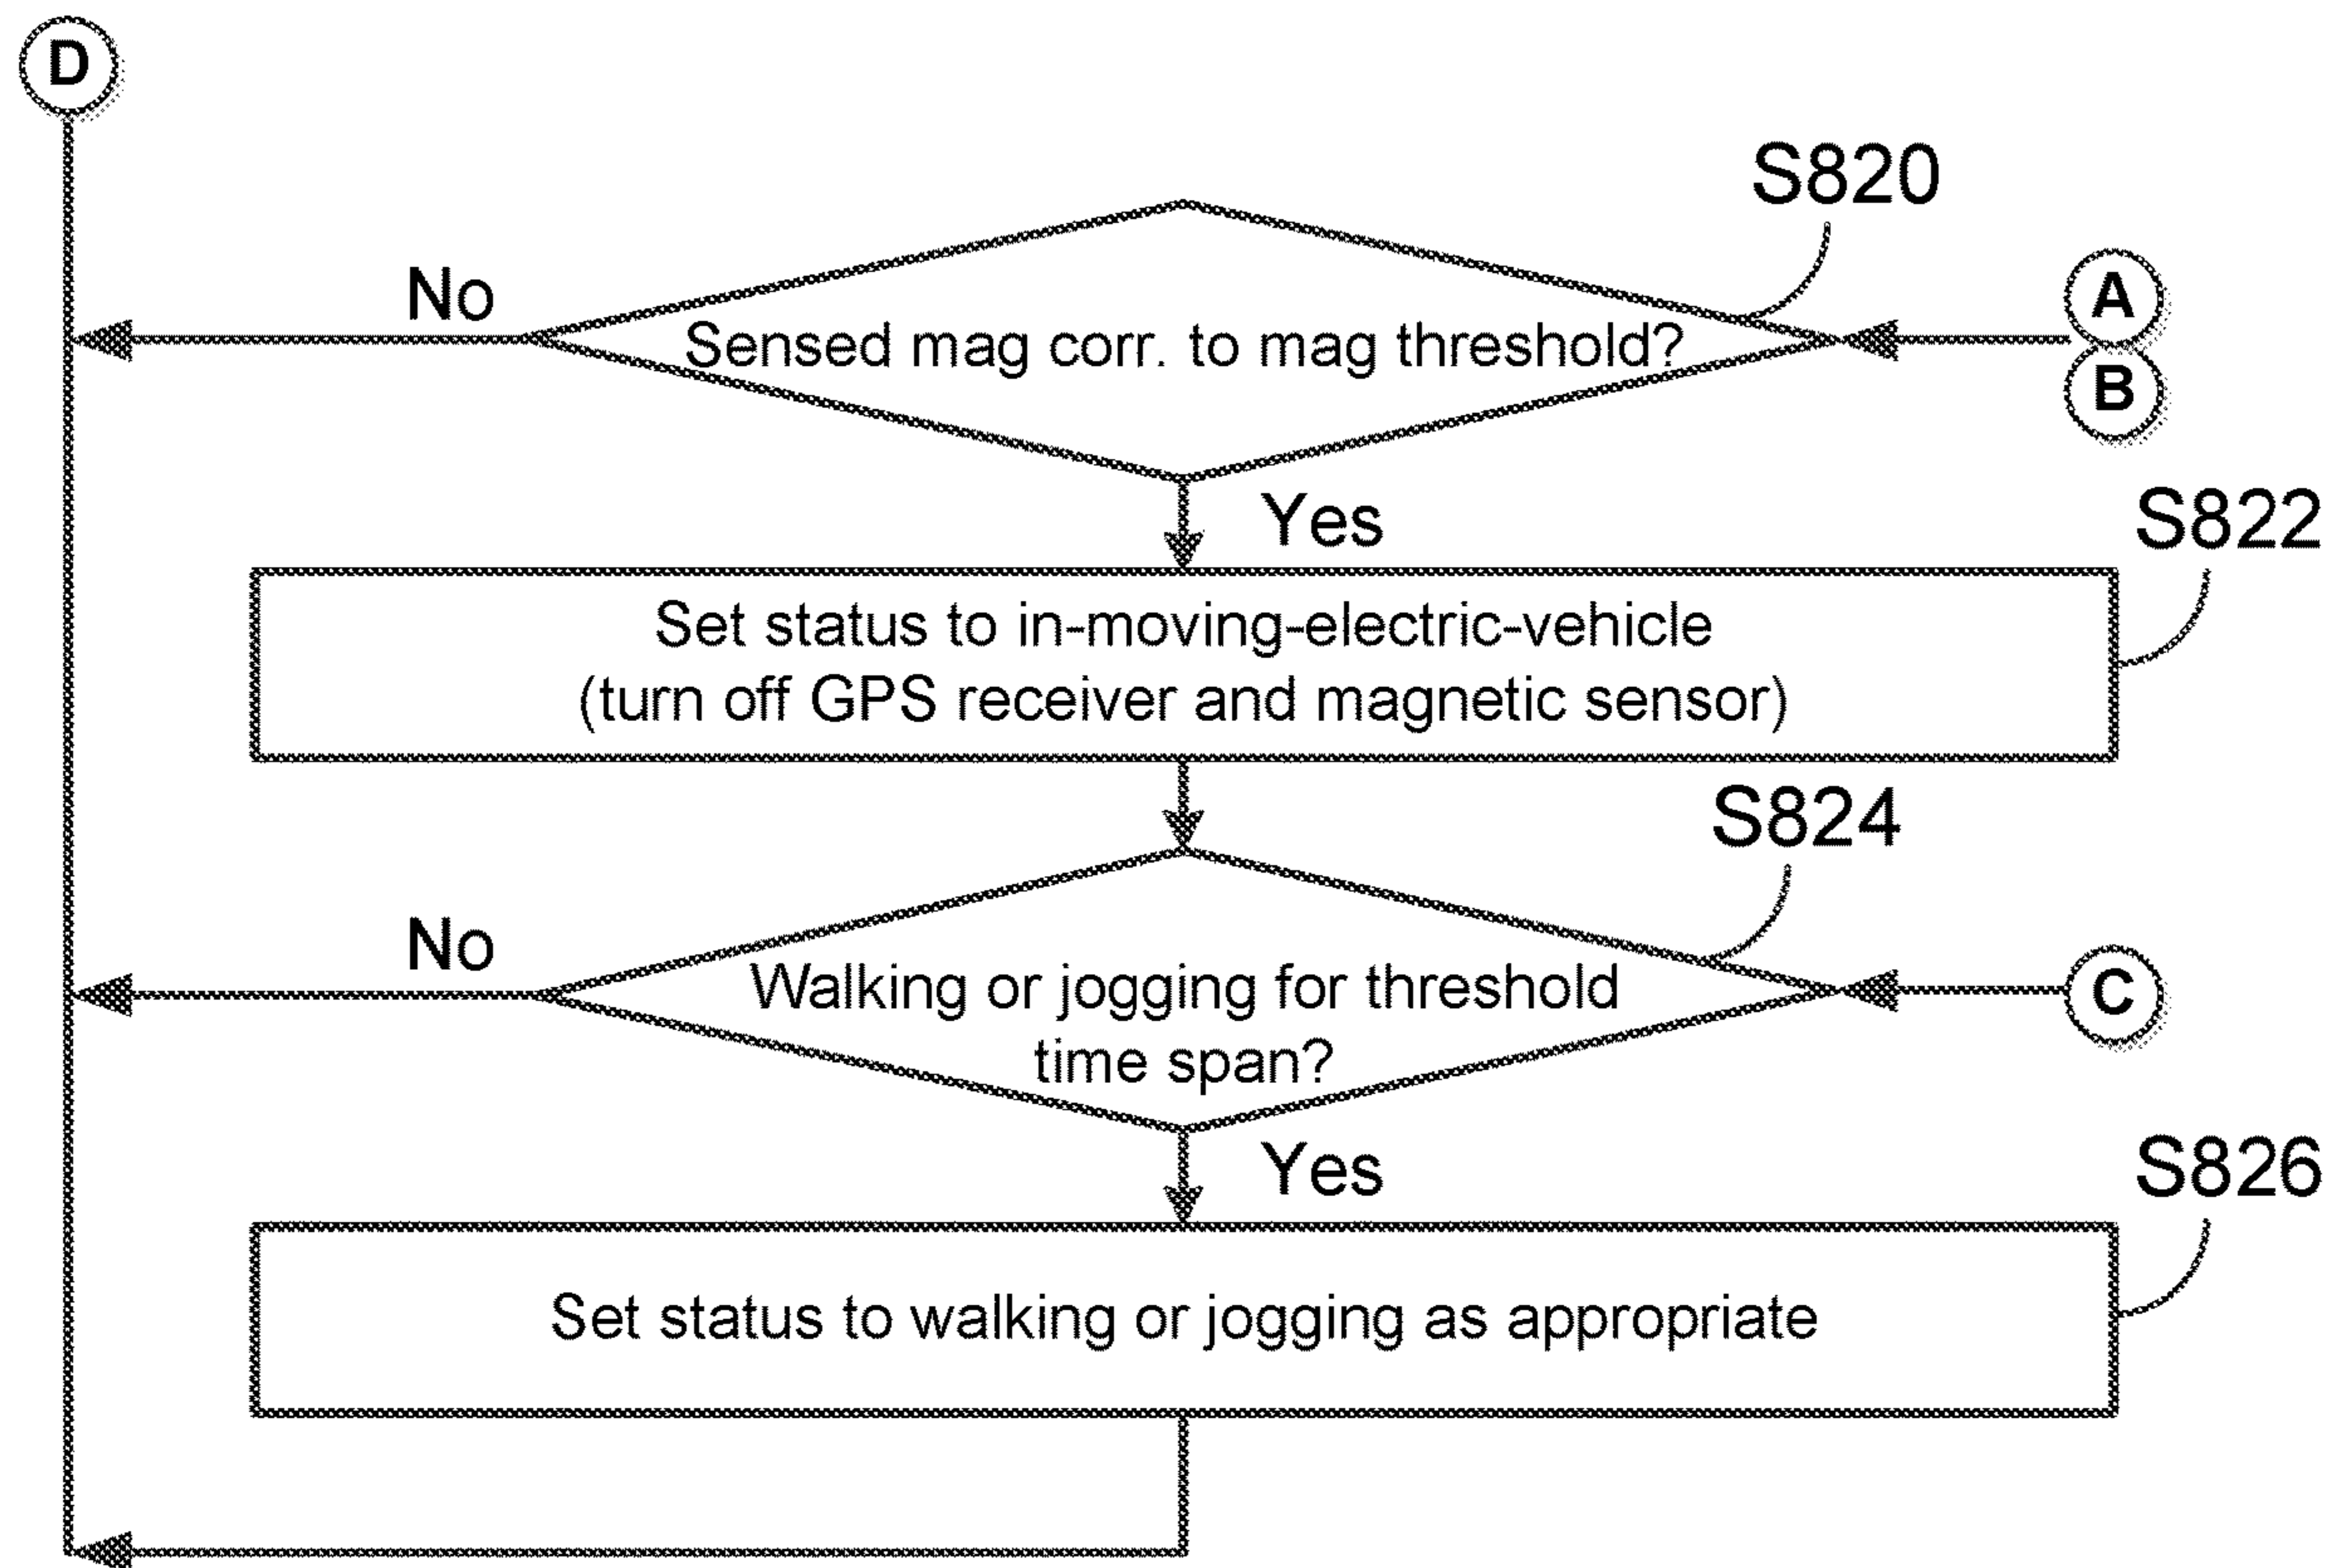 D
S820
A
No
Sensed mag corr. to mag threshold?
B
Yes
S822
Set status to in-moving-electric-vehicle
(turn off GPS receiver and magnetic sensor)
S824
No
Walking or jogging for threshold
time span?
C
Yes
S826
Set status to walking or jogging as appropriate